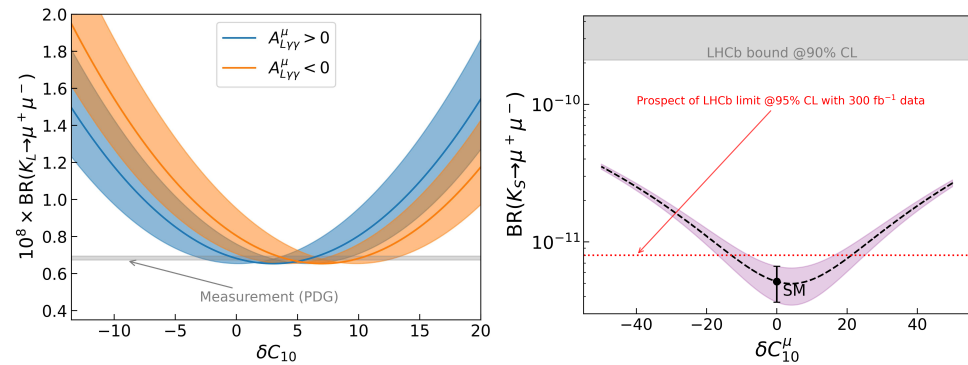 2.0
1.8
1.6
1.4
1.2
1.0
0.8
0.6
0.4
10⁸ × BR(K_L→μ⁺μ⁻)
A^μ_{Lγγ} > 0
A^μ_{Lγγ} < 0
Measurement (PDG)
−10
−5
0
5
10
15
20
δC₁₀
BR(K_S→μ⁺μ⁻)
10⁻¹⁰
10⁻¹¹
LHCb bound @90% CL
Prospect of LHCb limit @95% CL with 300 fb⁻¹ data
SM
−40
−20
0
20
40
δC^μ_{10}